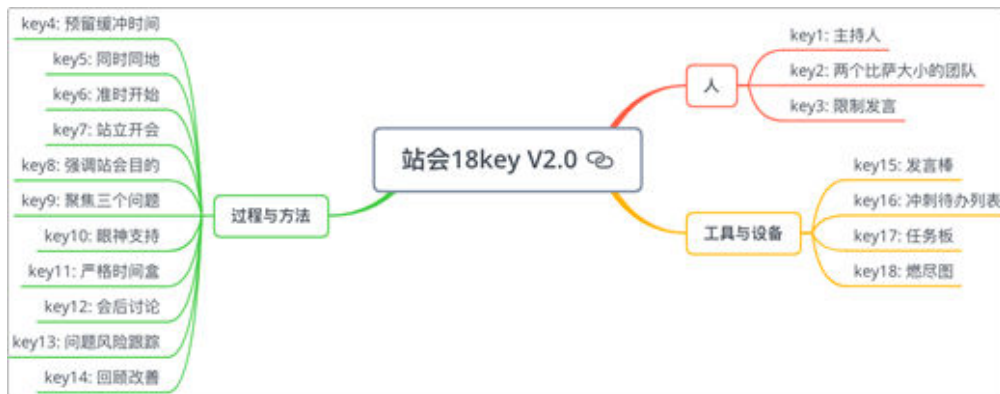 站会18key V2.0
人
key1: 主持人
key2: 两个比萨大小的团队
key3: 限制发言
过程与方法
key4: 预留缓冲时间
key5: 同时同地
key6: 准时开始
key7: 站立开会
key8: 强调站会目的
key9: 聚焦三个问题
key10: 眼神支持
key11: 严格时间盒
key12: 会后讨论
key13: 问题风险跟踪
key14: 回顾改善
工具与设备
key15: 发言棒
key16: 冲刺待办列表
key17: 任务板
key18: 燃尽图